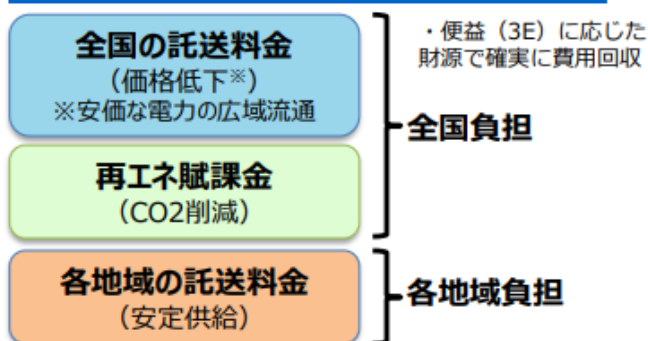 全国の託送料金
（価格低下※）
※安価な電力の広域流通
・便益（3E）に応じた
財源で確実に費用回収
全国負担
再エネ賦課金
（CO2削減）
各地域の託送料金
（安定供給）
各地域負担